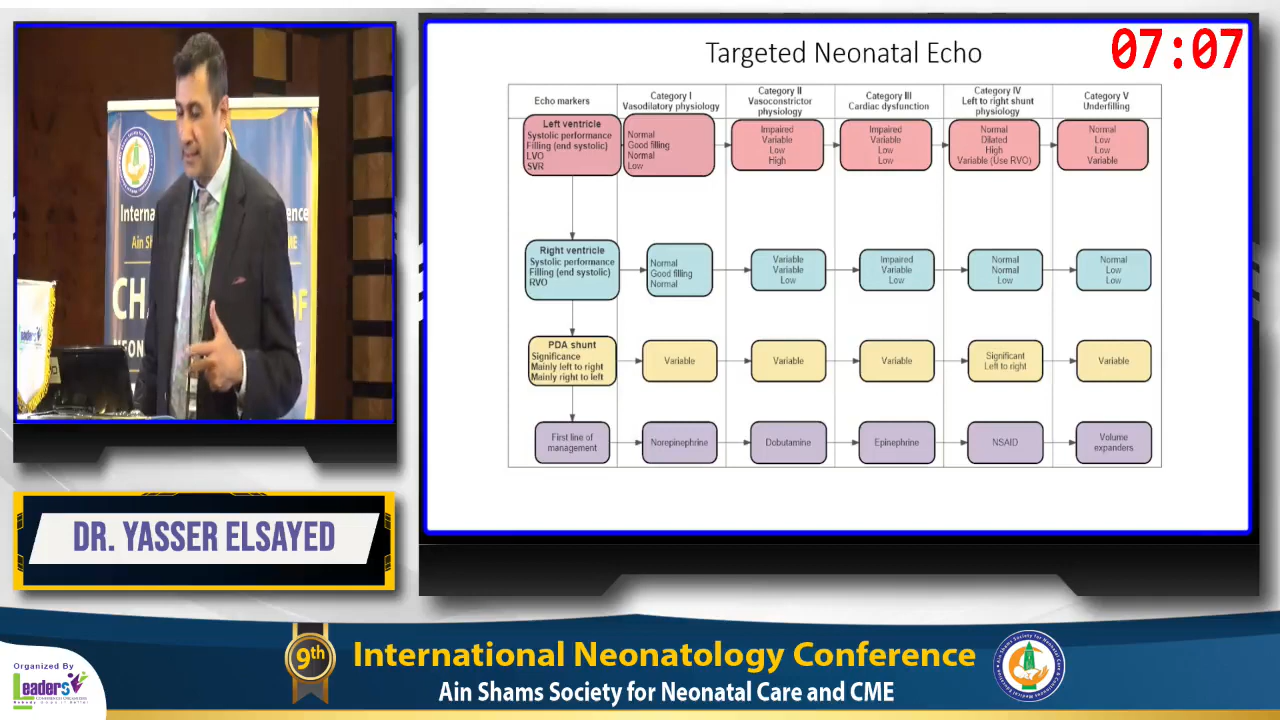 Targeted Neonatal Echo
07:07
Echo markers
Category I
Vasodilatory physiology
Category II
Vasoconstrictor
physiology
Category III
Cardiac dysfunction
Category IV
Left to right shunt
physiology
Category V
Underfilling
Left ventricle
Systolic performance
Filling (end systolic)
LVO
SVR
Normal
Good filling
Normal
Low
Impaired
Variable
Low
High
Impaired
Variable
Low
Low
Normal
Dilated
High
Variable (Use RVO)
Normal
Low
Low
Variable
Right ventricle
Systolic performance
Filling (end systolic)
RVO
Normal
Good filling
Normal
Variable
Variable
Low
Impaired
Variable
Low
Normal
Normal
Low
Normal
Low
Low
PDA shunt
Significance
Mainly left to right
Mainly right to left
Variable
Variable
Variable
Significant
Left to right
Variable
First line of
management
Norepinephrine
Dobutamine
Epinephrine
NSAID
Volume
expanders
DR. YASSER ELSAYED
9th
International Neonatology Conference
Ain Shams Society for Neonatal Care and CME
Organized By
Leaders